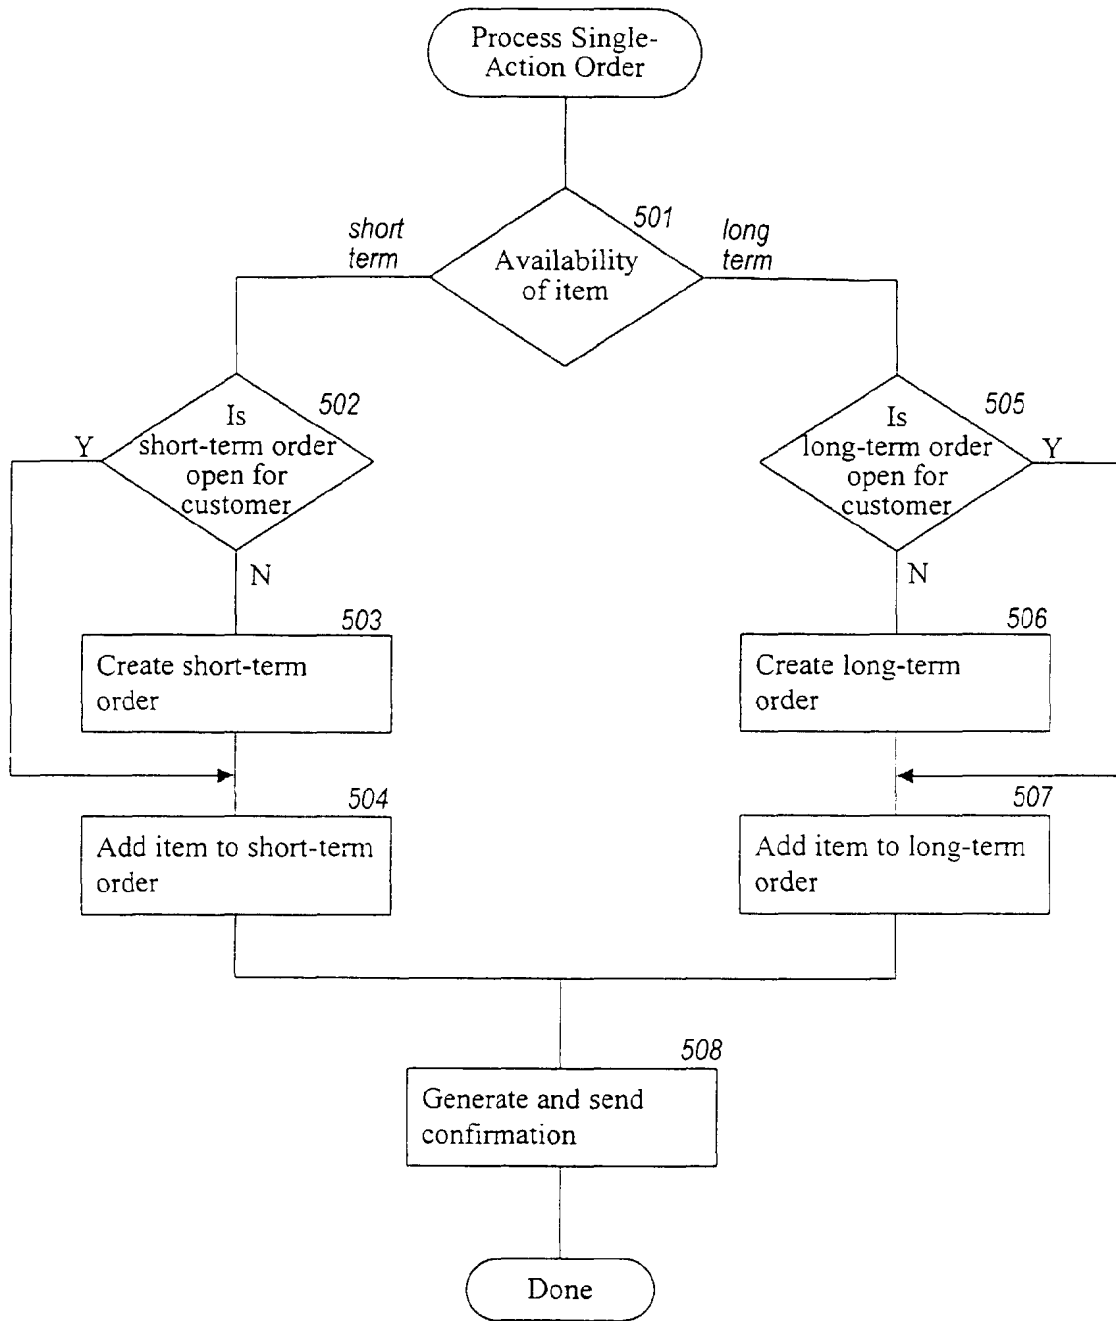 Process Single-
Action Order
501
short
term
long
term
Availability
of item
502
Is
short-term order
open for
customer
Y
N
505
Is
long-term order
open for
customer
Y
N
503
Create short-term
order
506
Create long-term
order
504
Add item to short-term
order
507
Add item to long-term
order
508
Generate and send
confirmation
Done